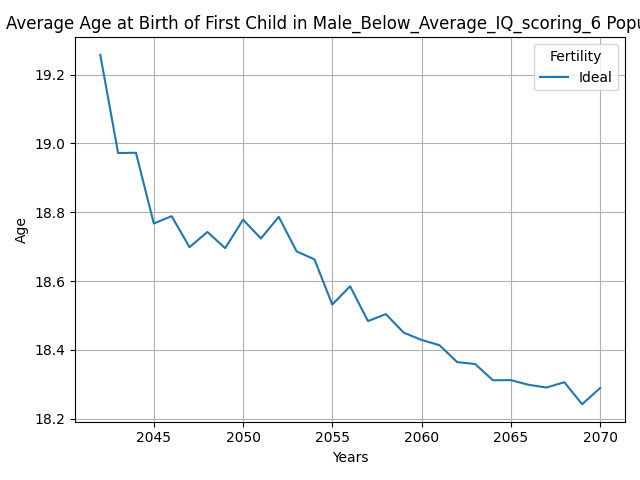 Average Age at Birth of First Child in Male_Below_Average_IQ_scoring_6 Popu
Fertility
Ideal
19.2
19.0
18.8
18.6
18.4
18.2
Age
2045 2050 2055 2060 2065 2070
Years